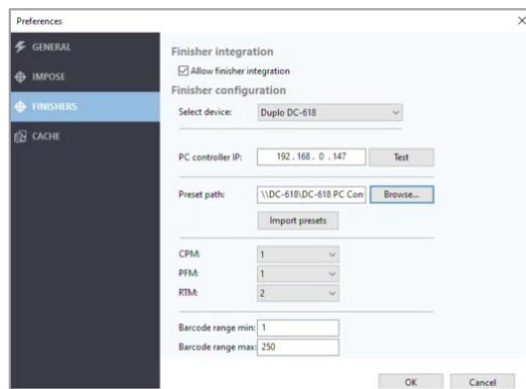 Preferences
GENERAL
IMPOSE
FINISHERS
CACHE
Finisher integration
Allow finisher integration
Finisher configuration
Select device: Duplo DC-618
PC controller IP: 192 . 168 . 0 . 147 Test
Preset path: \\DC-618\DC-618 PC Con Browse...
Import presets
CPM: 1
PFM: 1
RTM: 2
Barcode range min: 1
Barcode range max: 250
OK Cancel